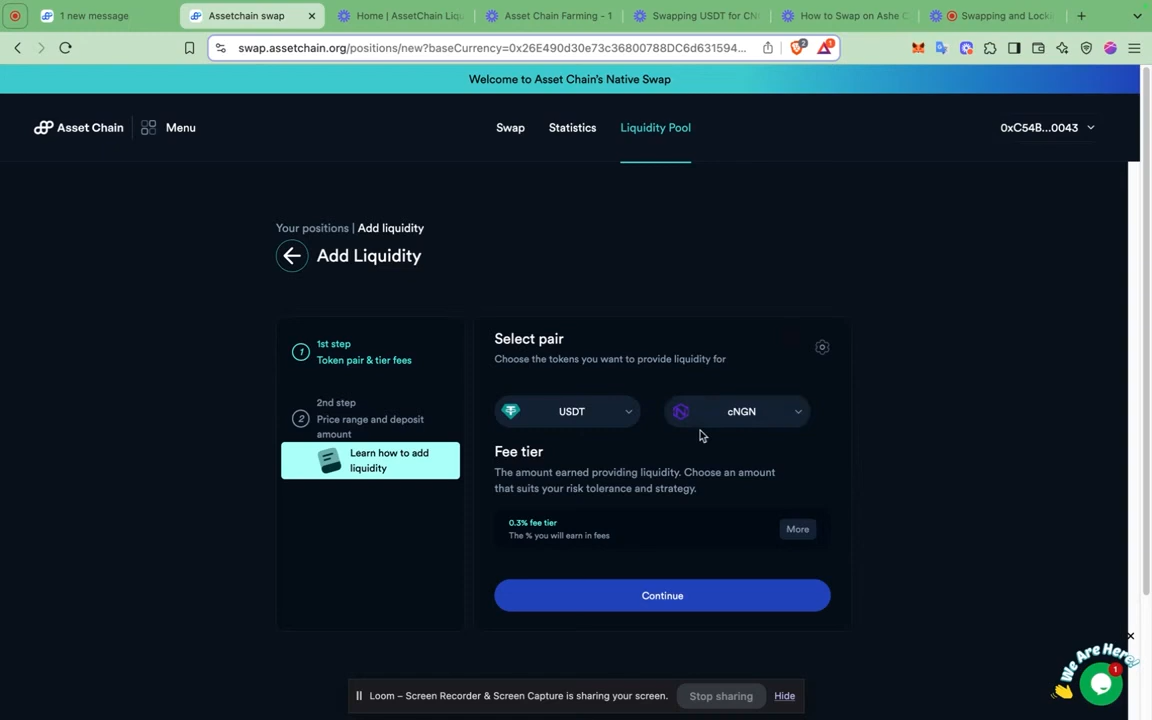 1 new message
Assetchain swap
Home | AssetChain Liqu
Asset Chain Farming - 1
Swapping USDT for CN
How to Swap on Ashe C
Swapping and Locki
swap.assetchain.org/positions/new?baseCurrency=0x26E490d30e73c36800788DC6d631594...
2
1
Welcome to Asset Chain's Native Swap
Asset Chain
Menu
Swap
Statistics
Liquidity Pool
0xC54B...0043
Your positions | Add liquidity
Add Liquidity
1
1st step
Token pair & tier fees
2
2nd step
Price range and deposit
amount
Learn how to add
liquidity
Select pair
Choose the tokens you want to provide liquidity for
USDT
cNGN
Fee tier
The amount earned providing liquidity. Choose an amount
that suits your risk tolerance and strategy.
0.3% fee tier
The % you will earn in fees
More
Continue
We Are Here!
1
Loom – Screen Recorder & Screen Capture is sharing your screen.
Stop sharing
Hide